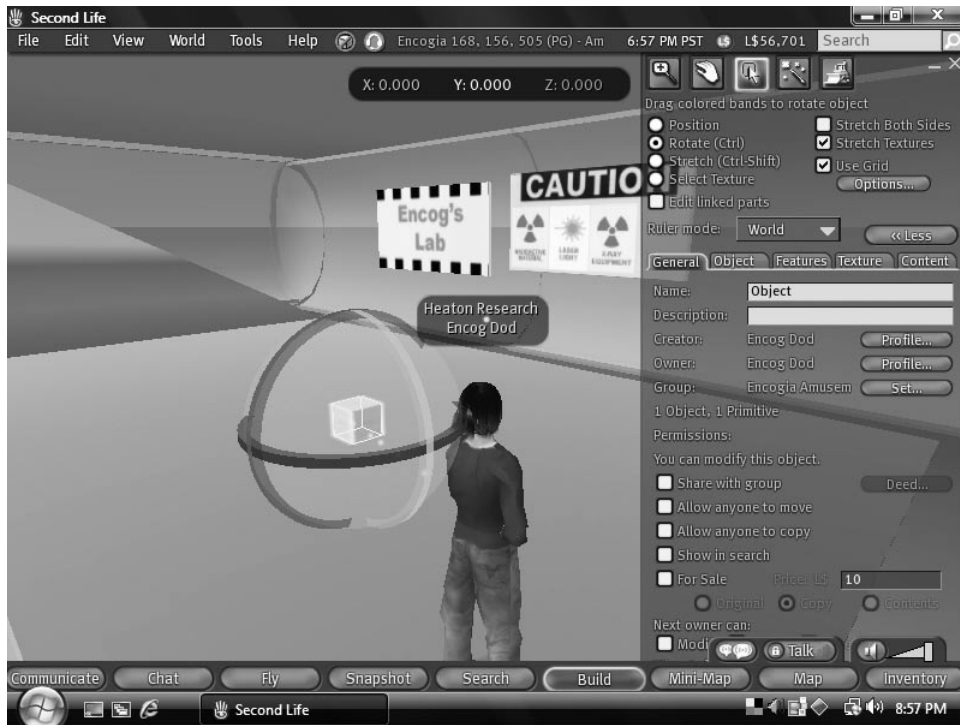 Second Life
File Edit View World Tools Help Encogia 168, 156, 505 (PG) - Am 6:57 PM PST L$ L$56,701 Search
X: 0.000 Y: 0.000 Z: 0.000
Drag colored bands to rotate object
Position Stretch Both Sides
Rotate (Ctrl) Stretch Textures
Stretch (Ctrl-Shift) Use Grid
Select Texture Options...
Edit linked parts
Ruler mode: World << Less
General Object Features Texture Content
Name: Object
Description:
Creator: Encog Dod Profile...
Owner: Encog Dod Profile...
Group: Encogia Amusem Set...
1 Object, 1 Primitive
Permissions:
You can modify this object.
Share with group Deed...
Allow anyone to move
Allow anyone to copy
Show in search
For Sale Price: L$ 10
Original Copy Contents
Next owner can:
Modi
Talk
Encog's
Lab
CAUTIO
RADIOACTIVE
MATERIAL
LASER
LIGHT
X-RAY
EQUIPMENT
Heaton Research
Encog Dod
Communicate Chat Fly Snapshot Search Build Mini-Map Map Inventory
Second Life 8:57 PM